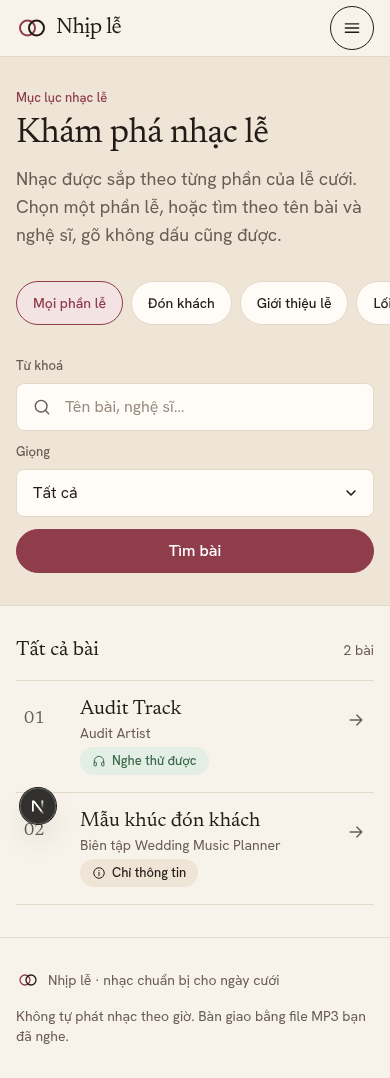 Nhịp lễ
Mục lục nhạc lễ
Khám phá nhạc lễ
Nhạc được sắp theo từng phần của lễ cưới.
Chọn một phần lễ, hoặc tìm theo tên bài và
nghệ sĩ, gõ không dấu cũng được.
Mọi phần lễ Đón khách Giới thiệu lễ
Từ khoá
Tên bài, nghệ sĩ...
Giọng
Tất cả
Tìm bài
Tất cả bài 2 bài
01 Audit Track
Audit Artist
Nghe thử được
N
02 Mẫu khúc đón khách
Biên tập Wedding Music Planner
Chỉ thông tin
Nhịp lễ · nhạc chuẩn bị cho ngày cưới
Không tự phát nhạc theo giờ. Bàn giao bằng file MP3 bạn
đã nghe.